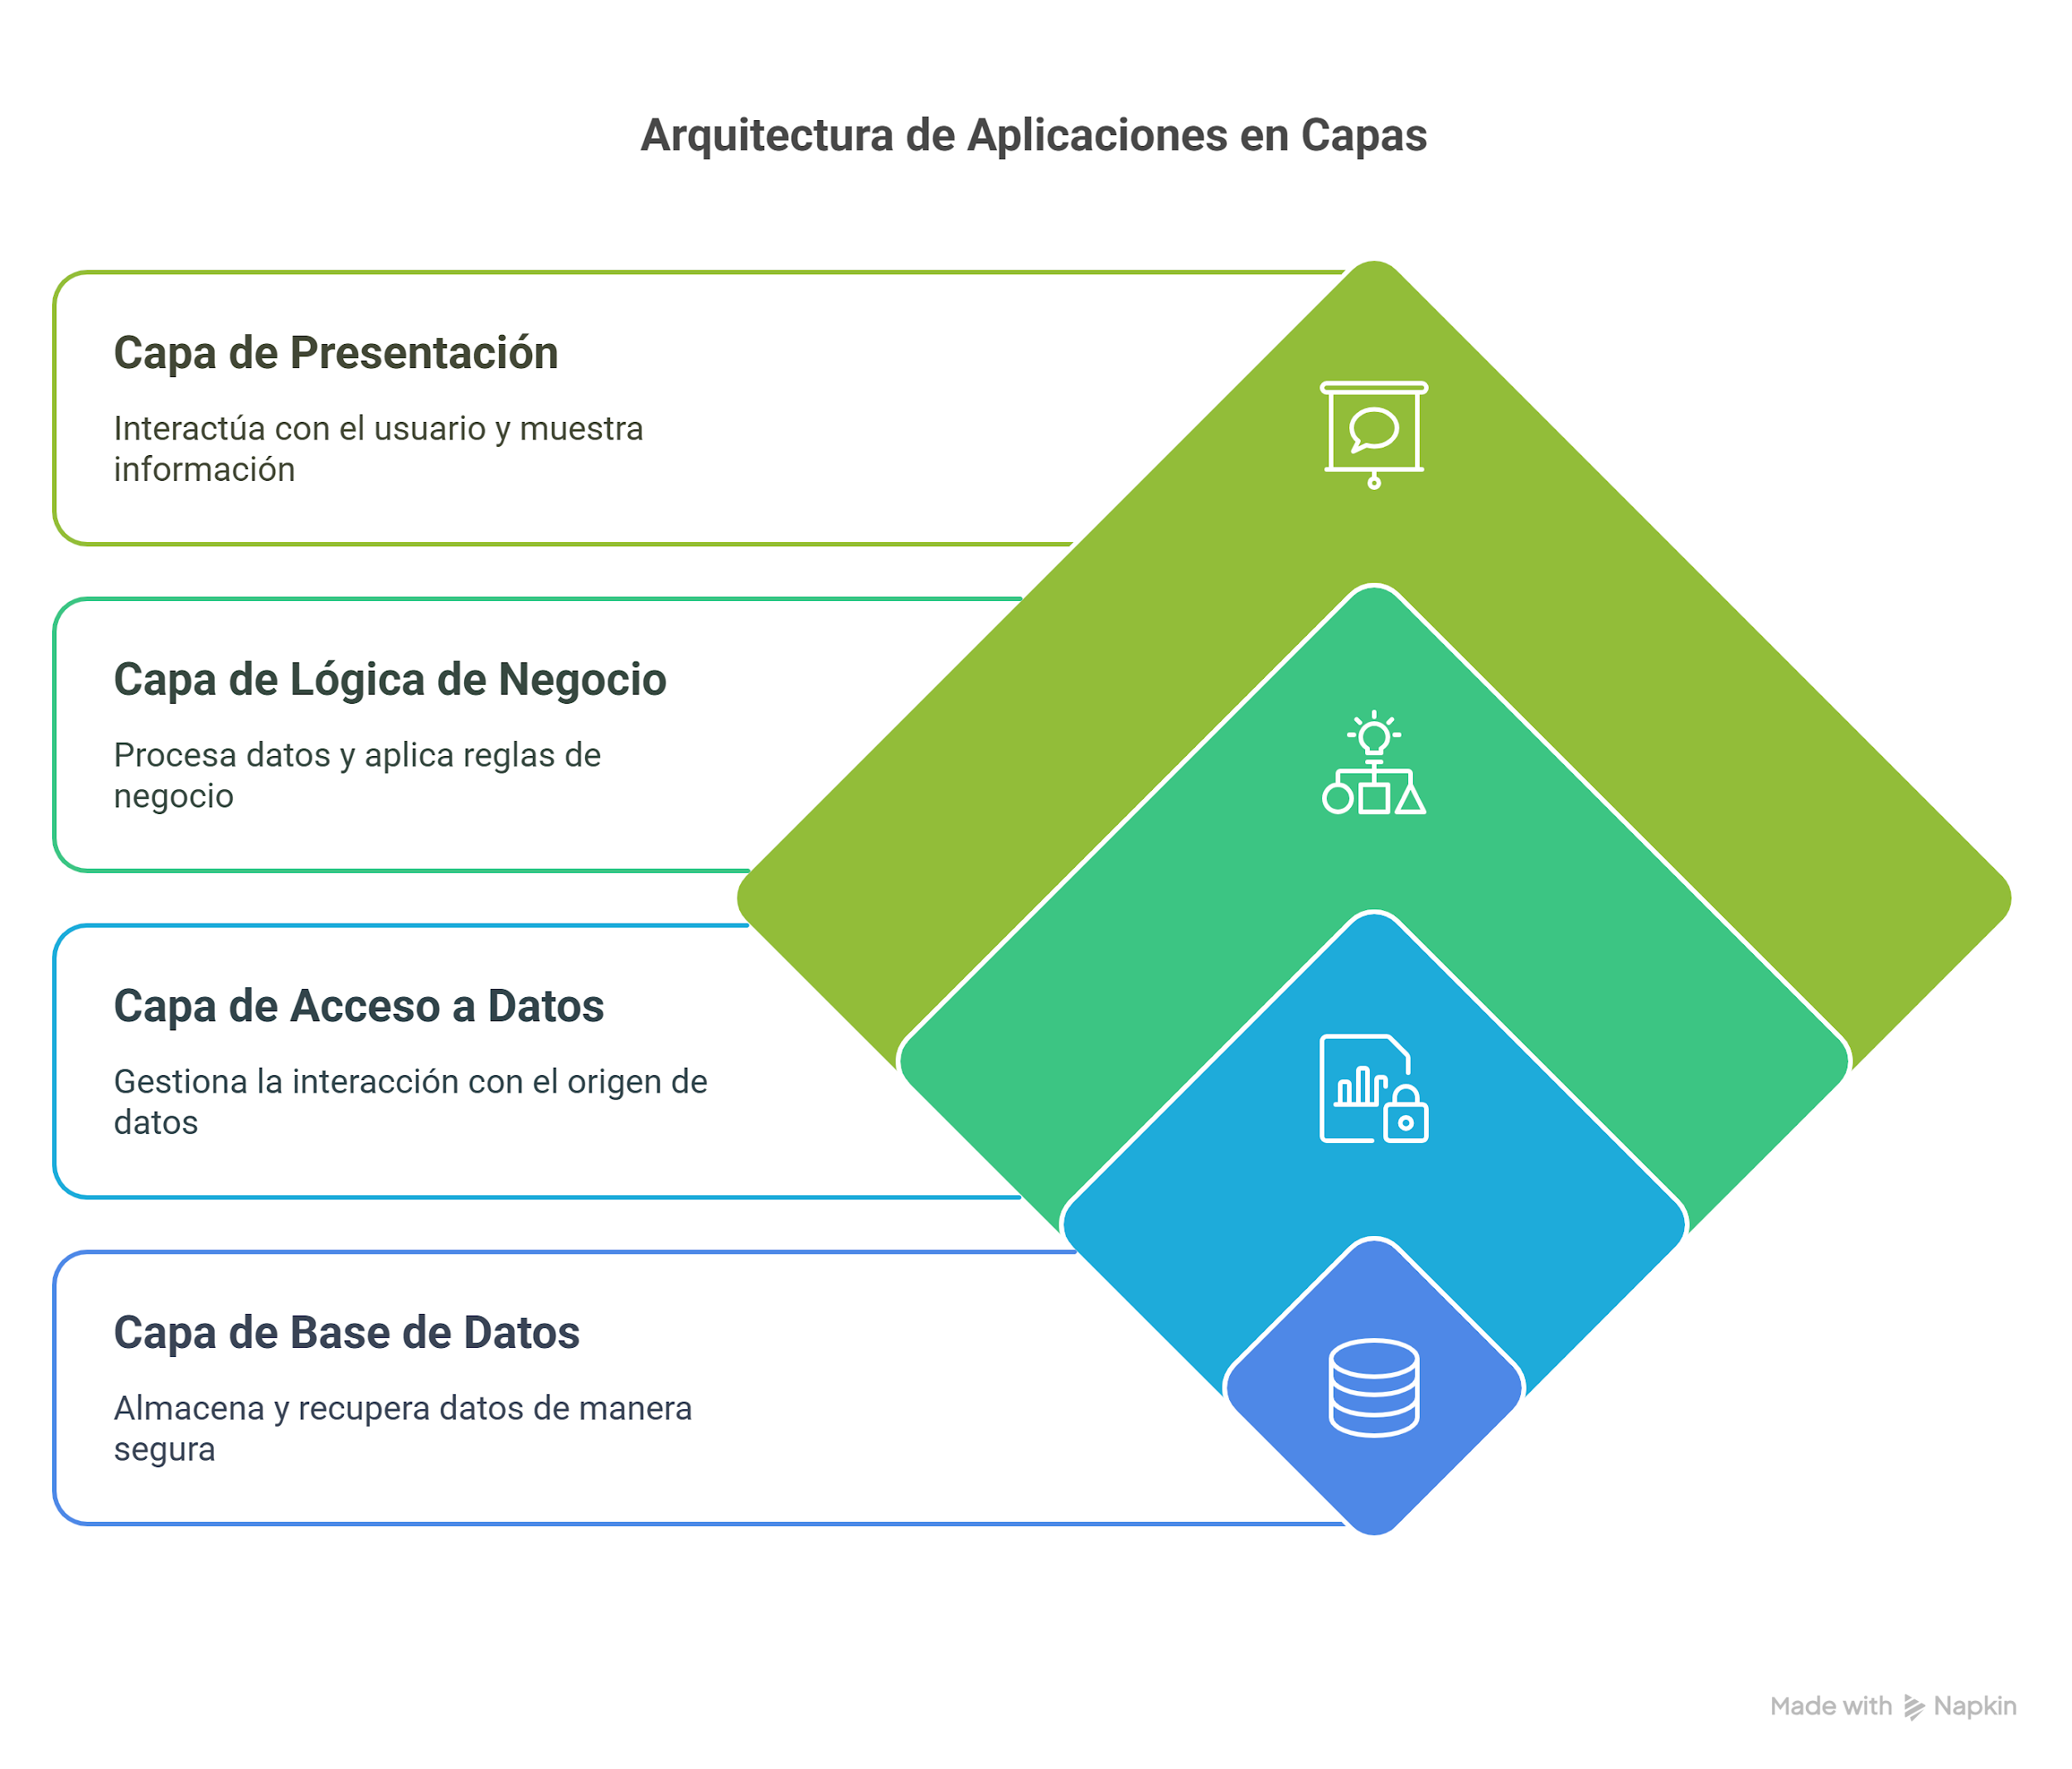 Arquitectura de Aplicaciones en Capas
Capa de Presentación
Interactúa con el usuario y muestra
información
Capa de Lógica de Negocio
Procesa datos y aplica reglas de
negocio
Capa de Acceso a Datos
Gestiona la interacción con el origen de
datos
Capa de Base de Datos
Almacena y recupera datos de manera
segura
Made with Napkin